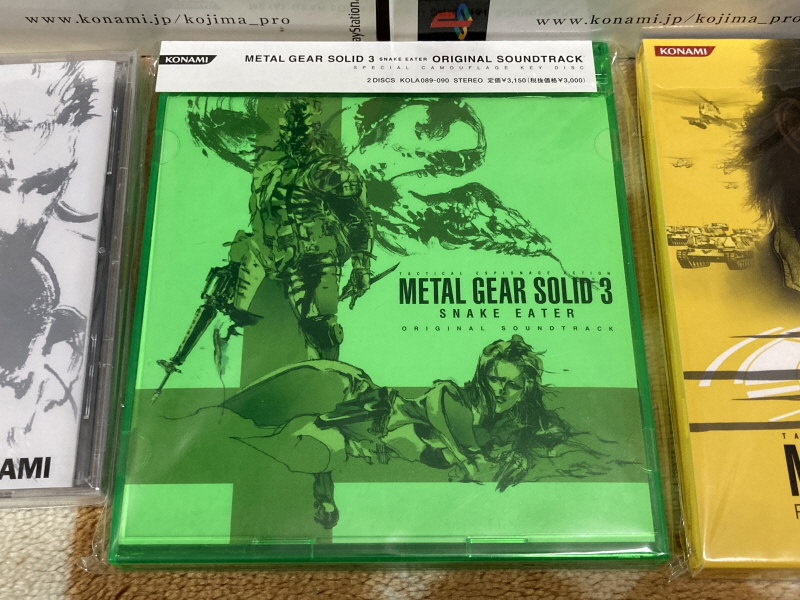 www.konami.jp/kojima_pro
PlayStation
www.konami.jp/kojima_pro
KONAMI
METAL GEAR SOLID 3 SNAKE EATER ORIGINAL SOUNDTRACK
SPECIAL CAMOUFLAGE KEY DISC
2 DISCS KOLA089-090 STEREO 定価¥3,150(税抜価格¥3,000)
KONAMI
TACTICAL ESPIONAGE ACTION
METAL GEAR SOLID 3
SNAKE EATER
ORIGINAL SOUNDTRACK
AMI
TA
M
P